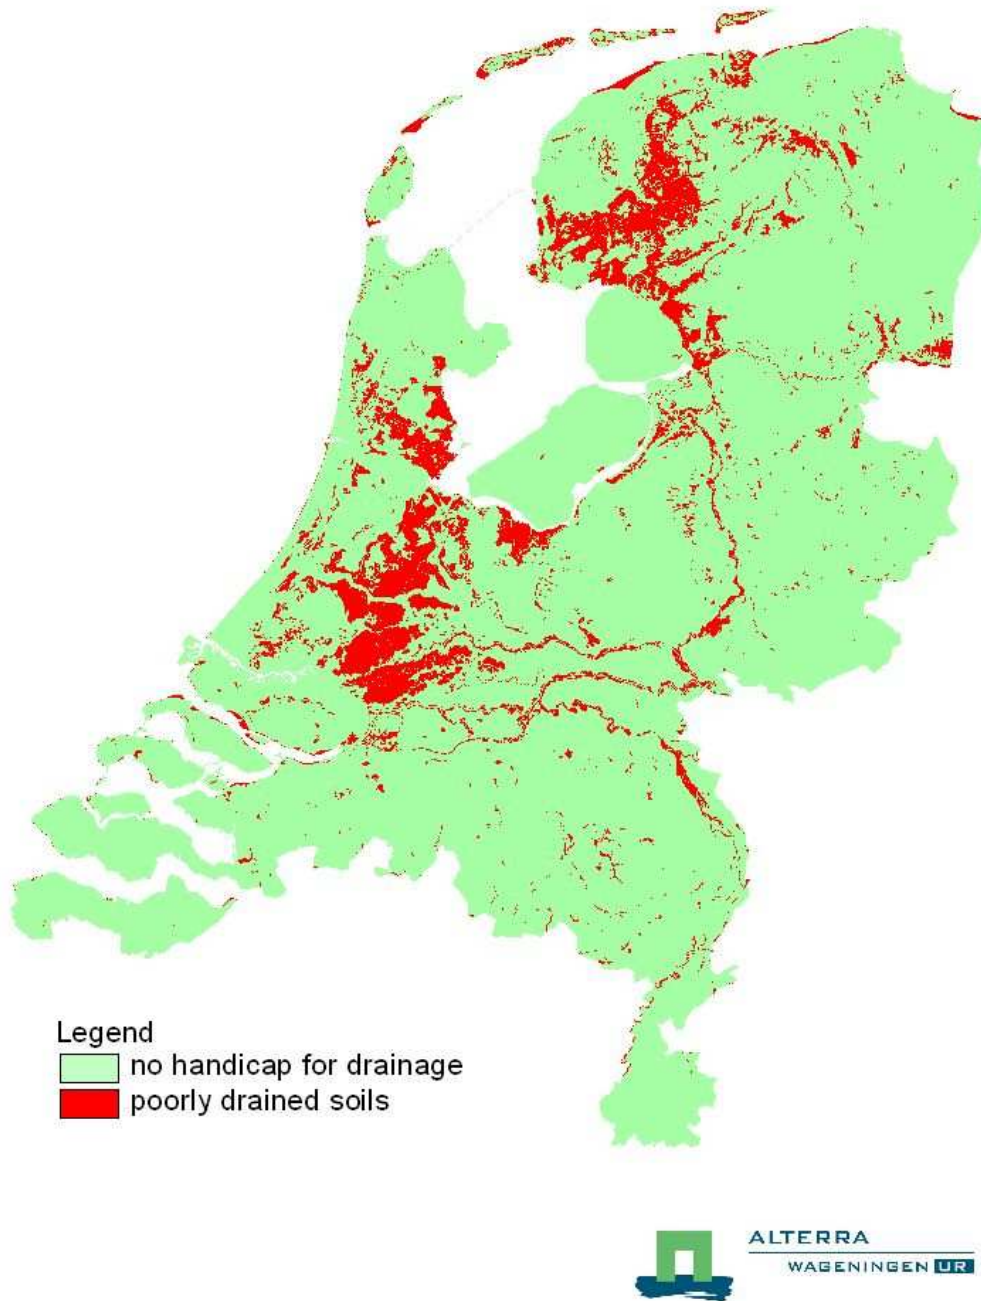 Legend
no handicap for drainage
poorly drained soils
ALTERRA
WAGENINGEN UR